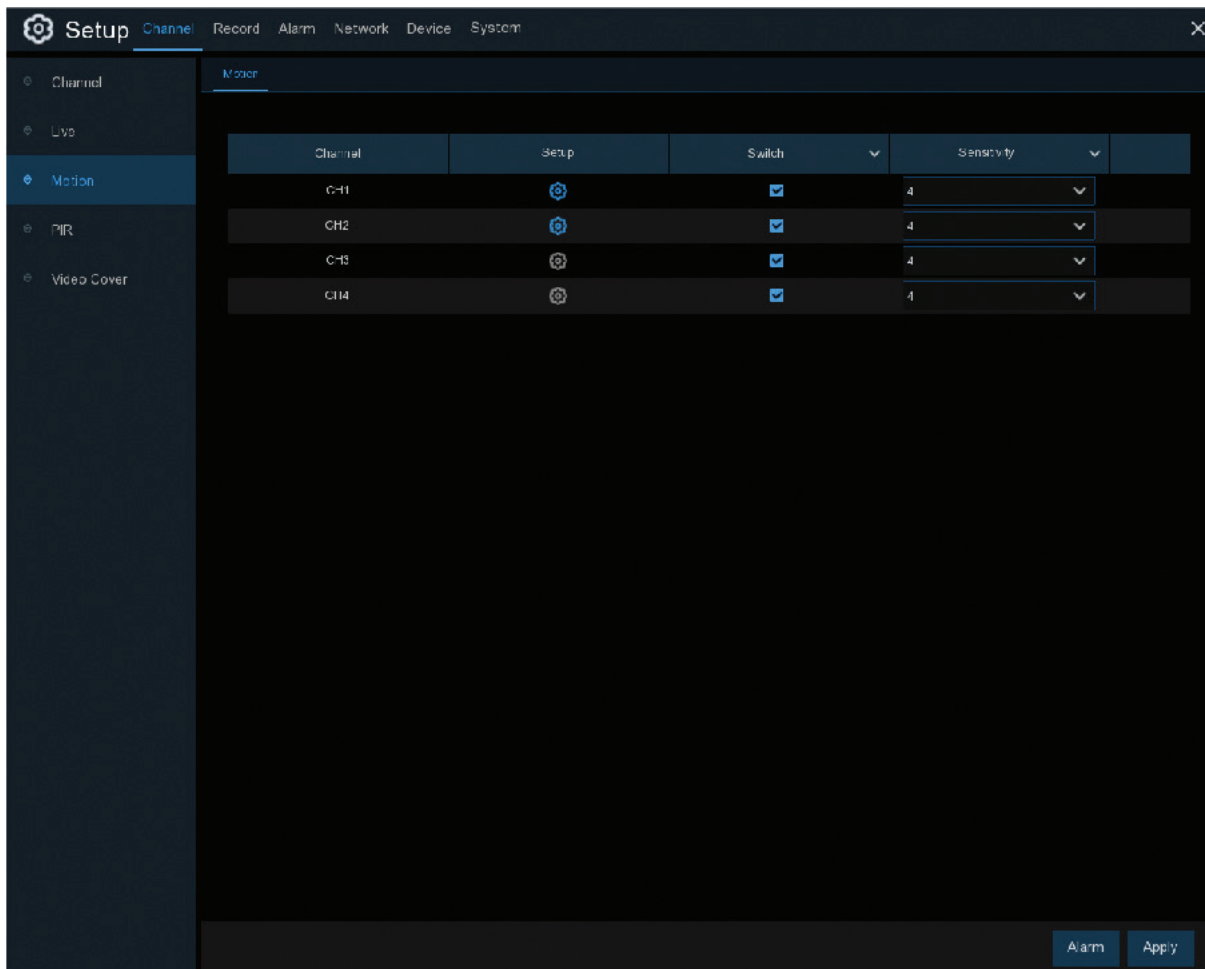 Setup Channel Record Alarm Network Device System
Channel
Live
Motion
PIR
Video Cover
Motion
Channel Setup Switch Sensitivity
CH1 4
CH2 4
CH3 4
CH4 4
Alarm Apply